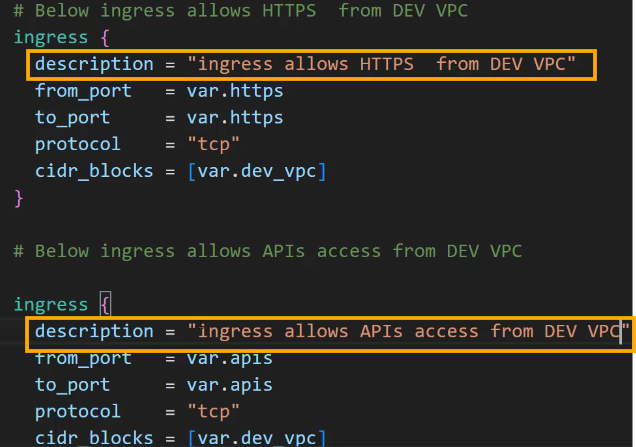 # Below ingress allows HTTPS  from DEV VPC
ingress {
  description = "ingress allows HTTPS  from DEV VPC"
  from_port   = var.https
  to_port     = var.https
  protocol    = "tcp"
  cidr_blocks = [var.dev_vpc]
}
# Below ingress allows APIs access from DEV VPC
ingress {
  description = "ingress allows APIs access from DEV VPC"
  from_port   = var.apis
  to_port     = var.apis
  protocol    = "tcp"
  cidr_blocks = [var.dev_vpc]